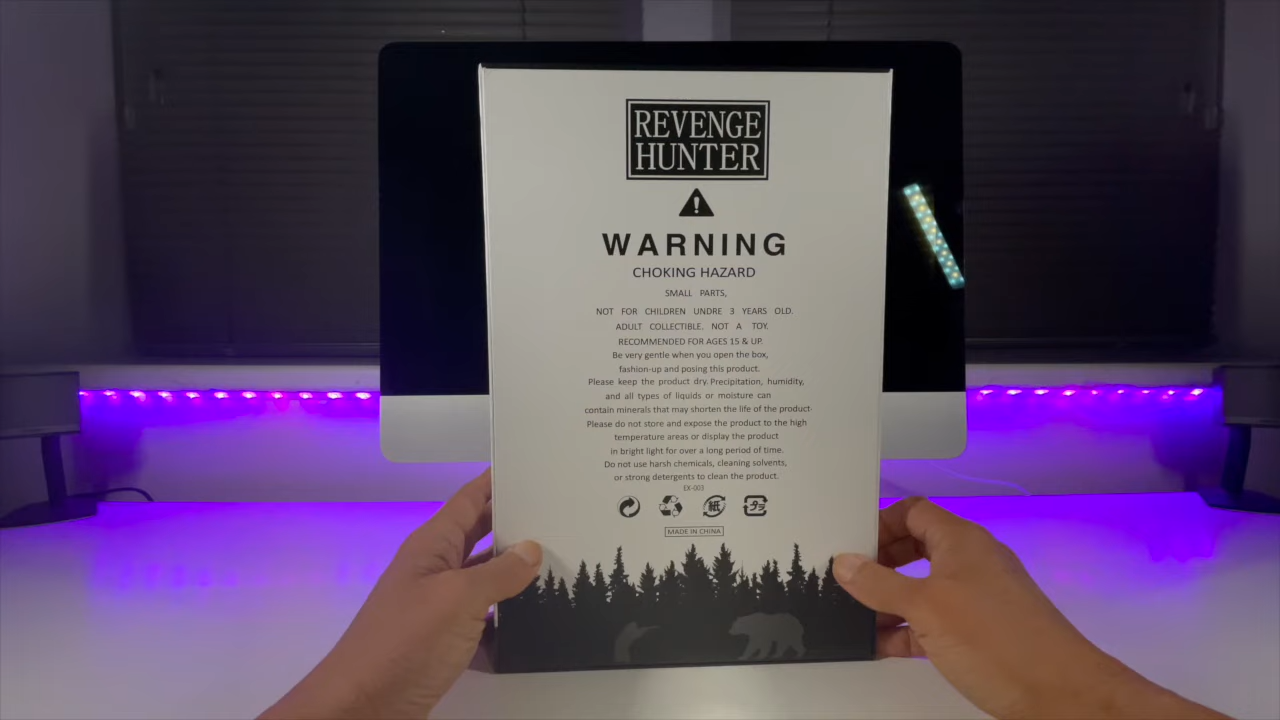 REVENGE
HUNTER
WARNING
CHOKING HAZARD
SMALL PARTS,
NOT FOR CHILDREN UNDRE 3 YEARS OLD.
ADULT COLLECTIBLE. NOT A TOY.
RECOMMENDED FOR AGES 15 & UP.
Be very gentle when you open the box,
fashion-up and posing this product.
Please keep the product dry. Precipitation, humidity,
and all types of liquids or moisture can
contain minerals that may shorten the life of the product.
Please do not store and expose the product to the high
temperature areas or display the product
in bright light for over a long period of time.
Do not use harsh chemicals, cleaning solvents,
or strong detergents to clean the product.
EX-003
紙 プラ
MADE IN CHINA